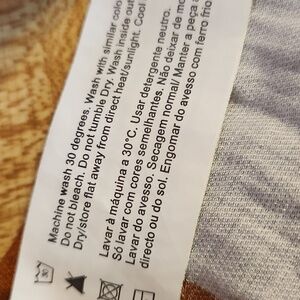 Machine wash 30 degrees. Wash with similar colo
Do not bleach. Do not tumble Dry. Wash inside out
Dry/store flat away from direct heat/sunlight. Cool
Lavar à máquina a 30°C. Usar detergente neutro.
Só lavar com cores semelhantes. Não deixar de mo
Lavar do avesso. Secagem normal/ Manter a peça a
directo ou do sol. Engomar do avesso com ferro frio